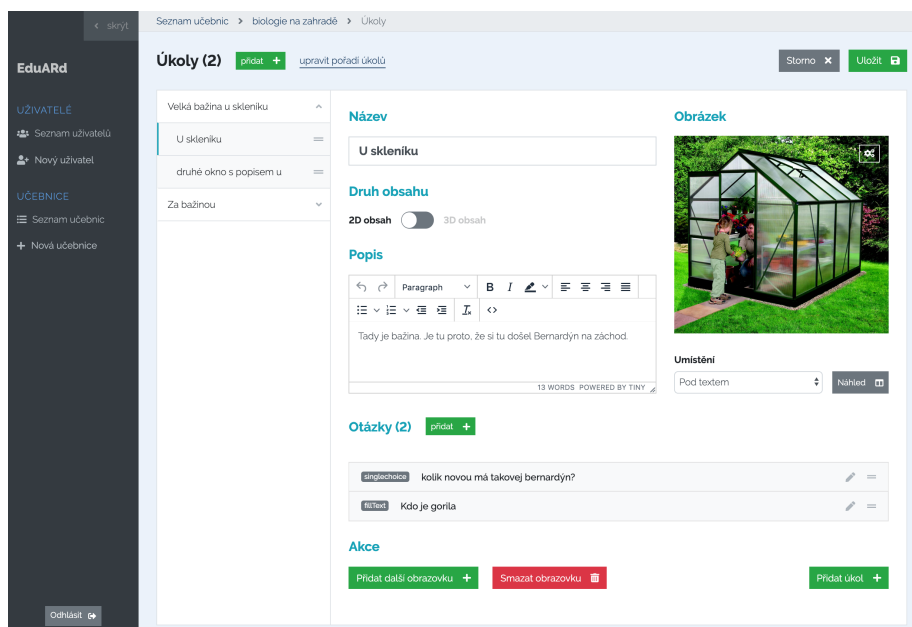 skrýt
Seznam učebnic > biologie na zahradě > Úkoly
EduARd
Úkoly (2) přidat + upravit pořadí úkolů
Storno × Uložit
UŽIVATELÉ
Seznam uživatelů
Nový uživatel
UČEBNICE
Seznam učebnic
Nová učebnice
Odhlásit
Velká bažina u skleníku
U skleníku
druhé okno s popisem u
Za bažinou
Název
U skleníku
Druh obsahu
2D obsah 3D obsah
Popis
Paragraph B I
Tady je bažina. Je tu proto, že si tu došel Bernardýn na záchod.
13 WORDS POWERED BY TINY
Obrázek
Umístění
Pod textem Náhled
Otázky (2) přidat +
singlechoice kolik novou má takovej bernardýn?
fillText Kdo je gorila
Akce
Přidat další obrazovku + Smazat obrazovku Přidat úkol +